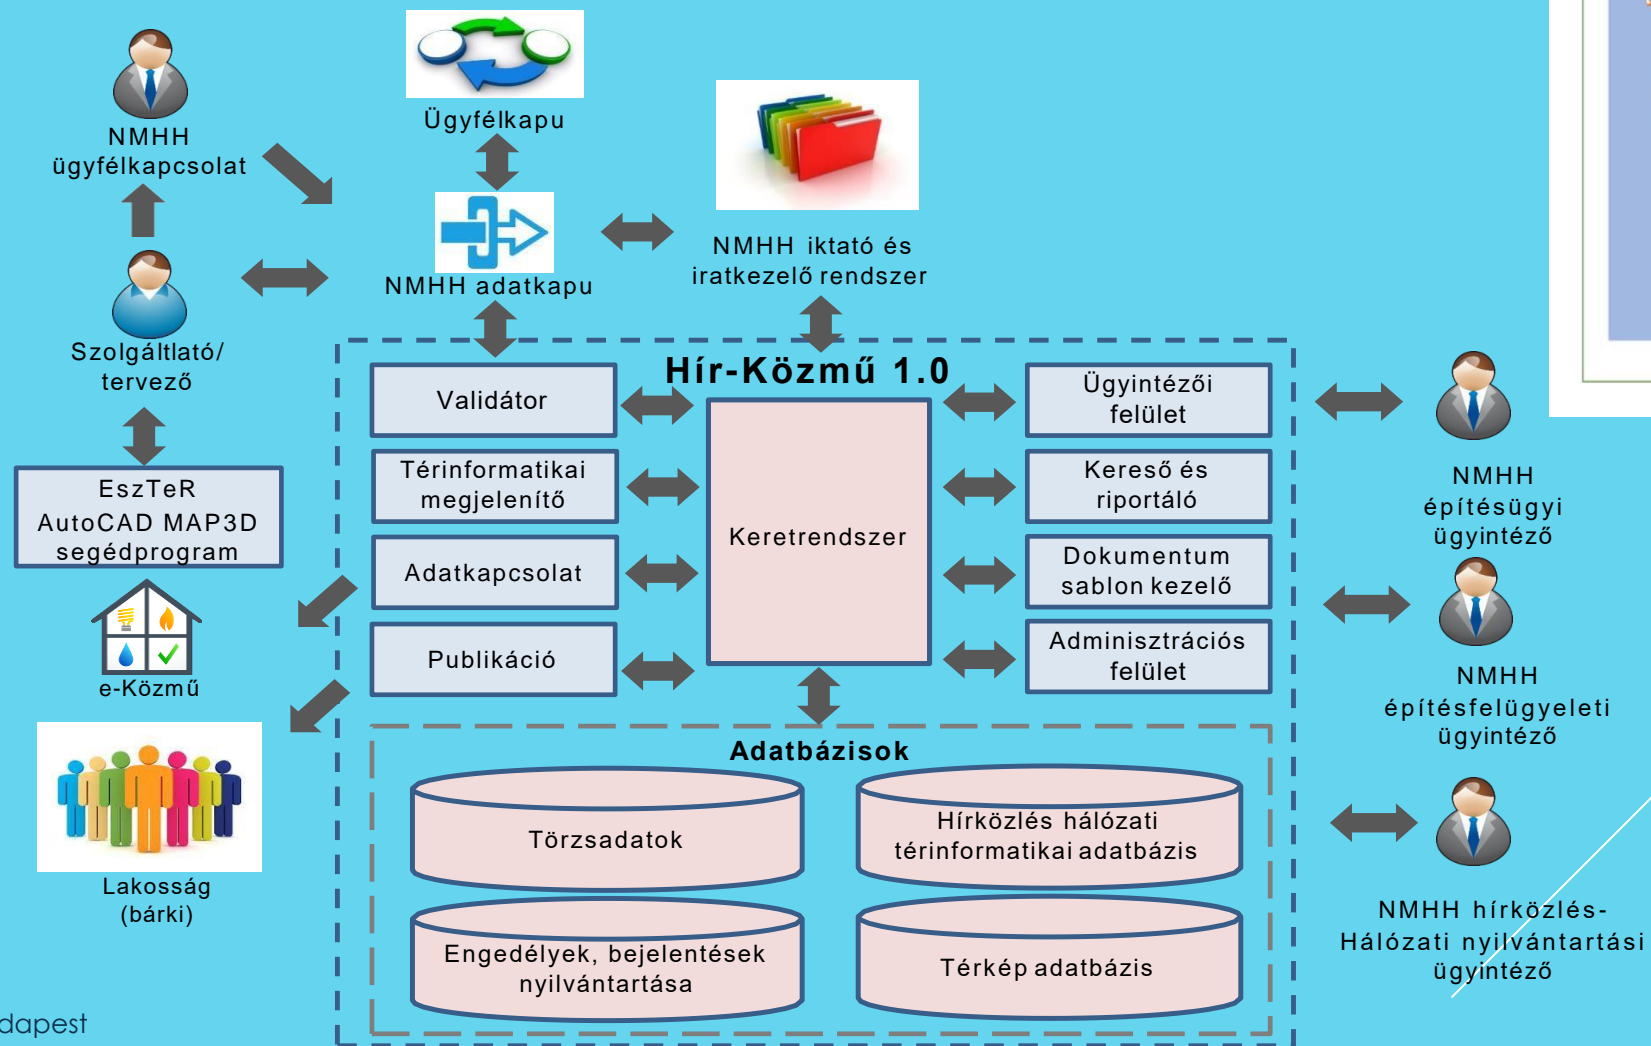 NMHH
ügyfélkapcsolat
Ügyfélkapu
NMHH iktató és
iratkezelő rendszer
NMHH adatkapu
Szolgáltlató/
tervező
EszTeR
AutoCAD MAP3D
segédprogram
e-Közmű
Lakosság
(bárki)
Hír-Közmű 1.0
Validátor
Térinformatikai
megjelenítő
Adatkapcsolat
Publikáció
Keretrendszer
Ügyintézői
felület
Kereső és
riportáló
Dokumentum
sablon kezelő
Adminisztrációs
felület
Adatbázisok
Törzsadatok
Hírközlés hálózati
térinformatikai adatbázis
Engedélyek, bejelentések
nyilvántartása
Térkép adatbázis
NMHH
építésügyi
ügyintéző
NMHH
építésfelügyeleti
ügyintéző
NMHH hírközlés-
Hálózati nyilvántartási
ügyintéző
dapest